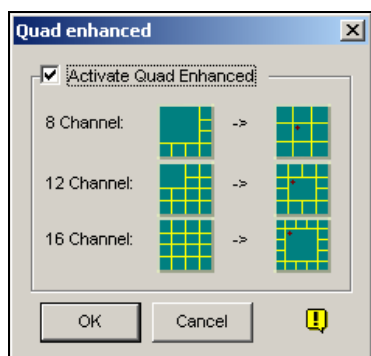 Quad enhanced
Activate Quad Enhanced
8 Channel: ->
12 Channel: ->
16 Channel: ->
OK Cancel